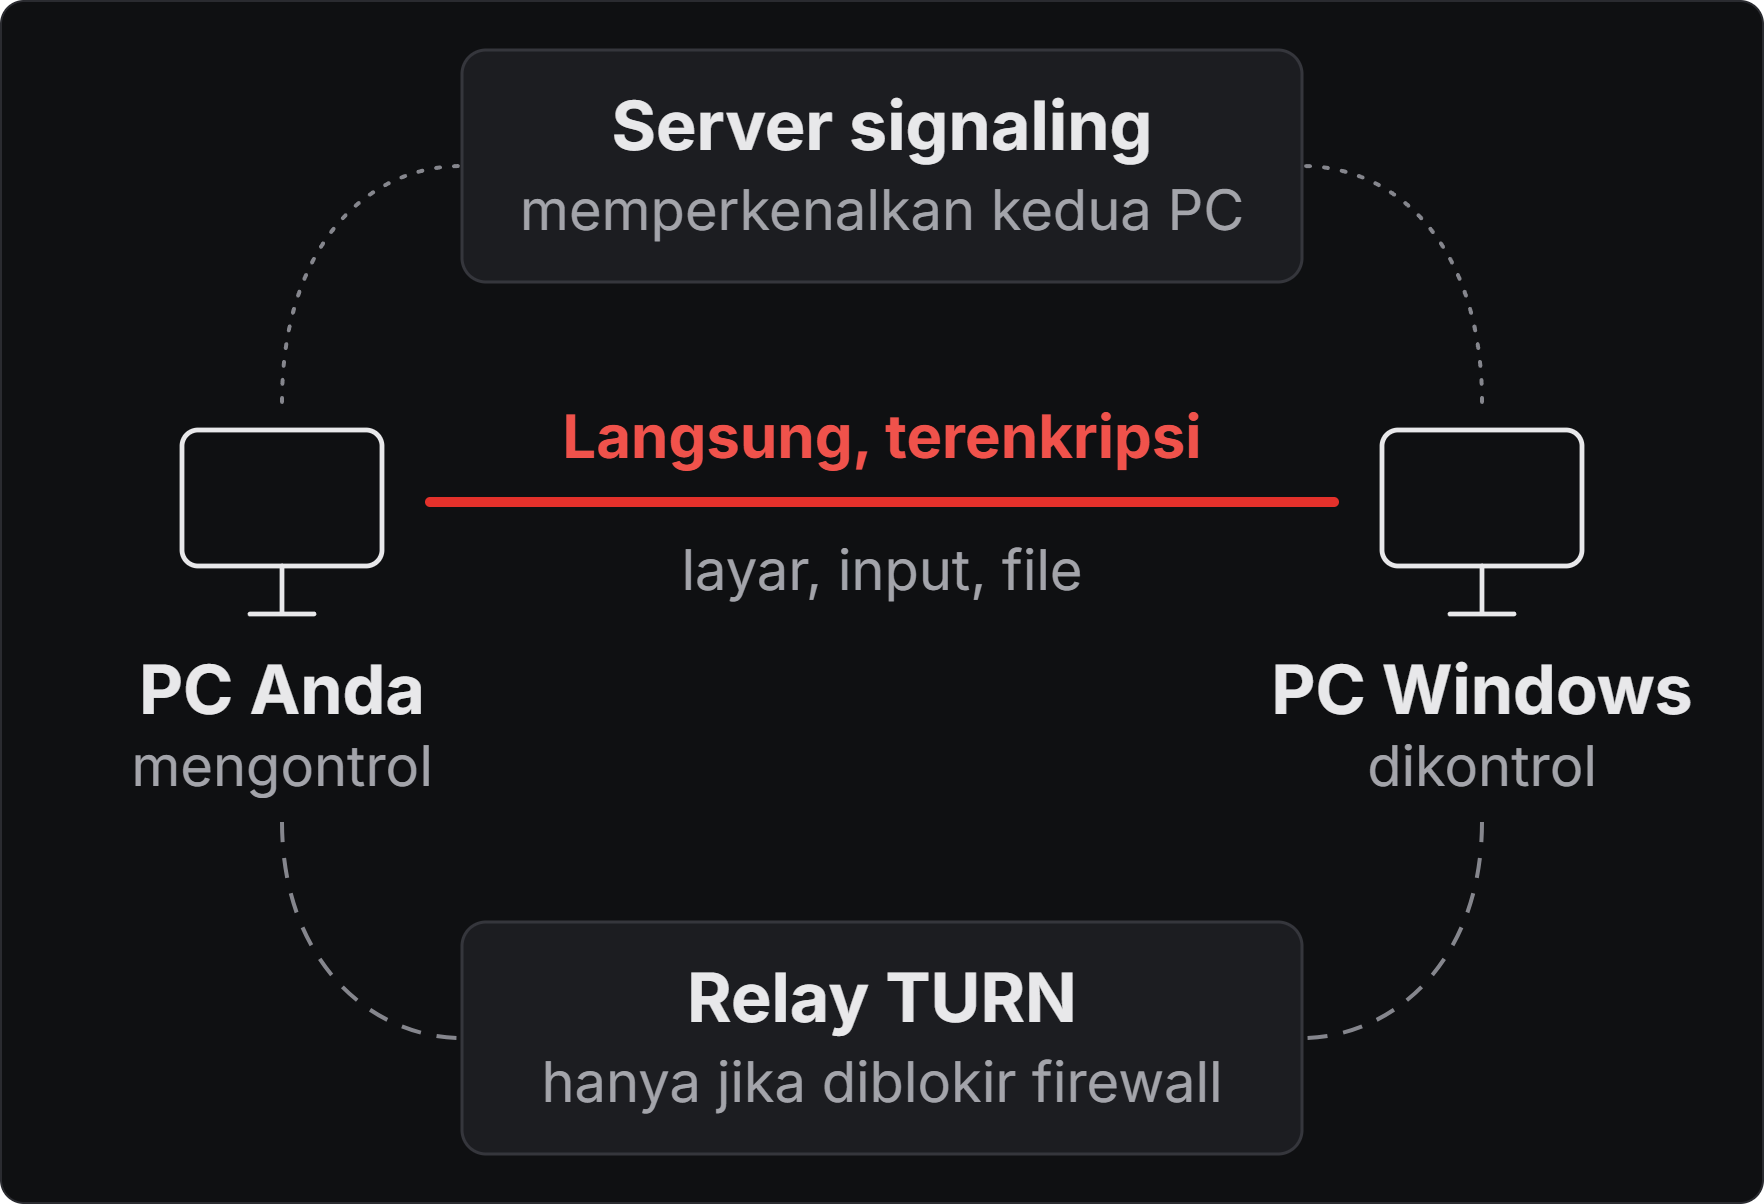 Server signaling
memperkenalkan kedua PC
Langsung, terenkripsi
layar, input, file
PC Anda
mengontrol
PC Windows
dikontrol
Relay TURN
hanya jika diblokir firewall